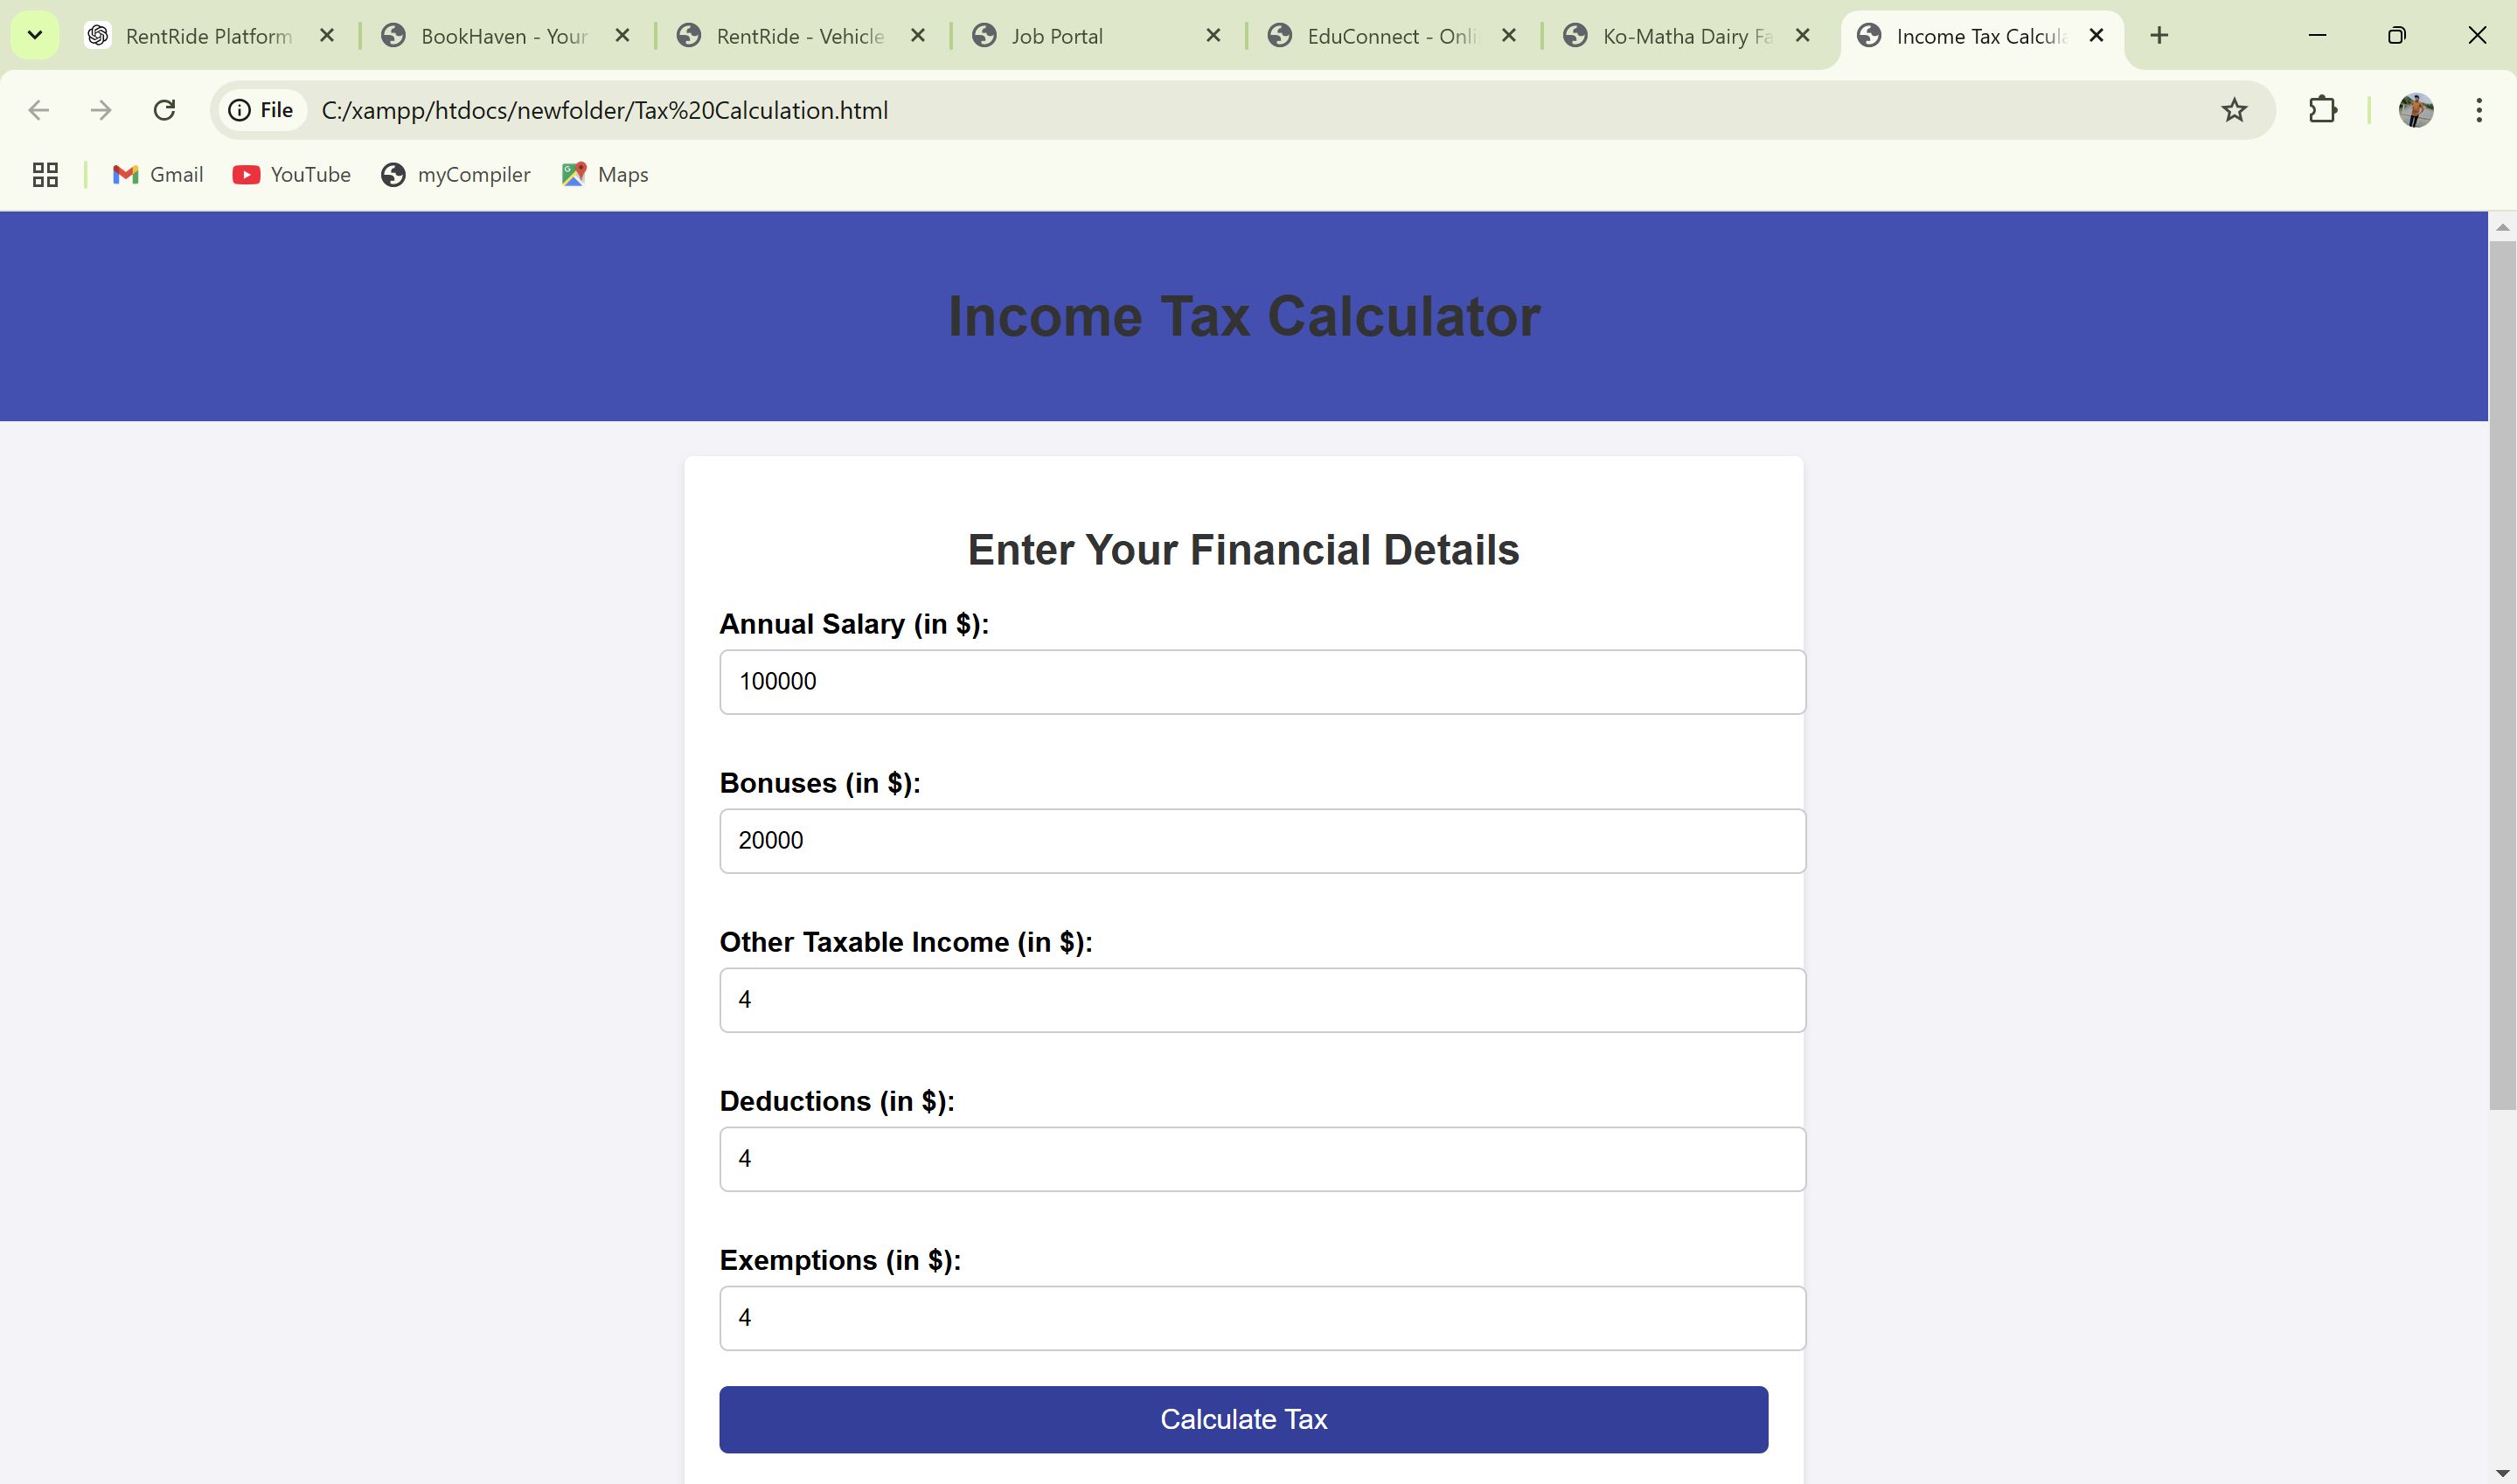 RentRide Platform
BookHaven - Your
RentRide - Vehicle
Job Portal
EduConnect - Onli
Ko-Matha Dairy Fa
Income Tax Calcula
File
C:/xampp/htdocs/newfolder/Tax%20Calculation.html
Gmail
YouTube
myCompiler
Maps
Income Tax Calculator
Enter Your Financial Details
Annual Salary (in $):
100000
Bonuses (in $):
20000
Other Taxable Income (in $):
4
Deductions (in $):
4
Exemptions (in $):
4
Calculate Tax